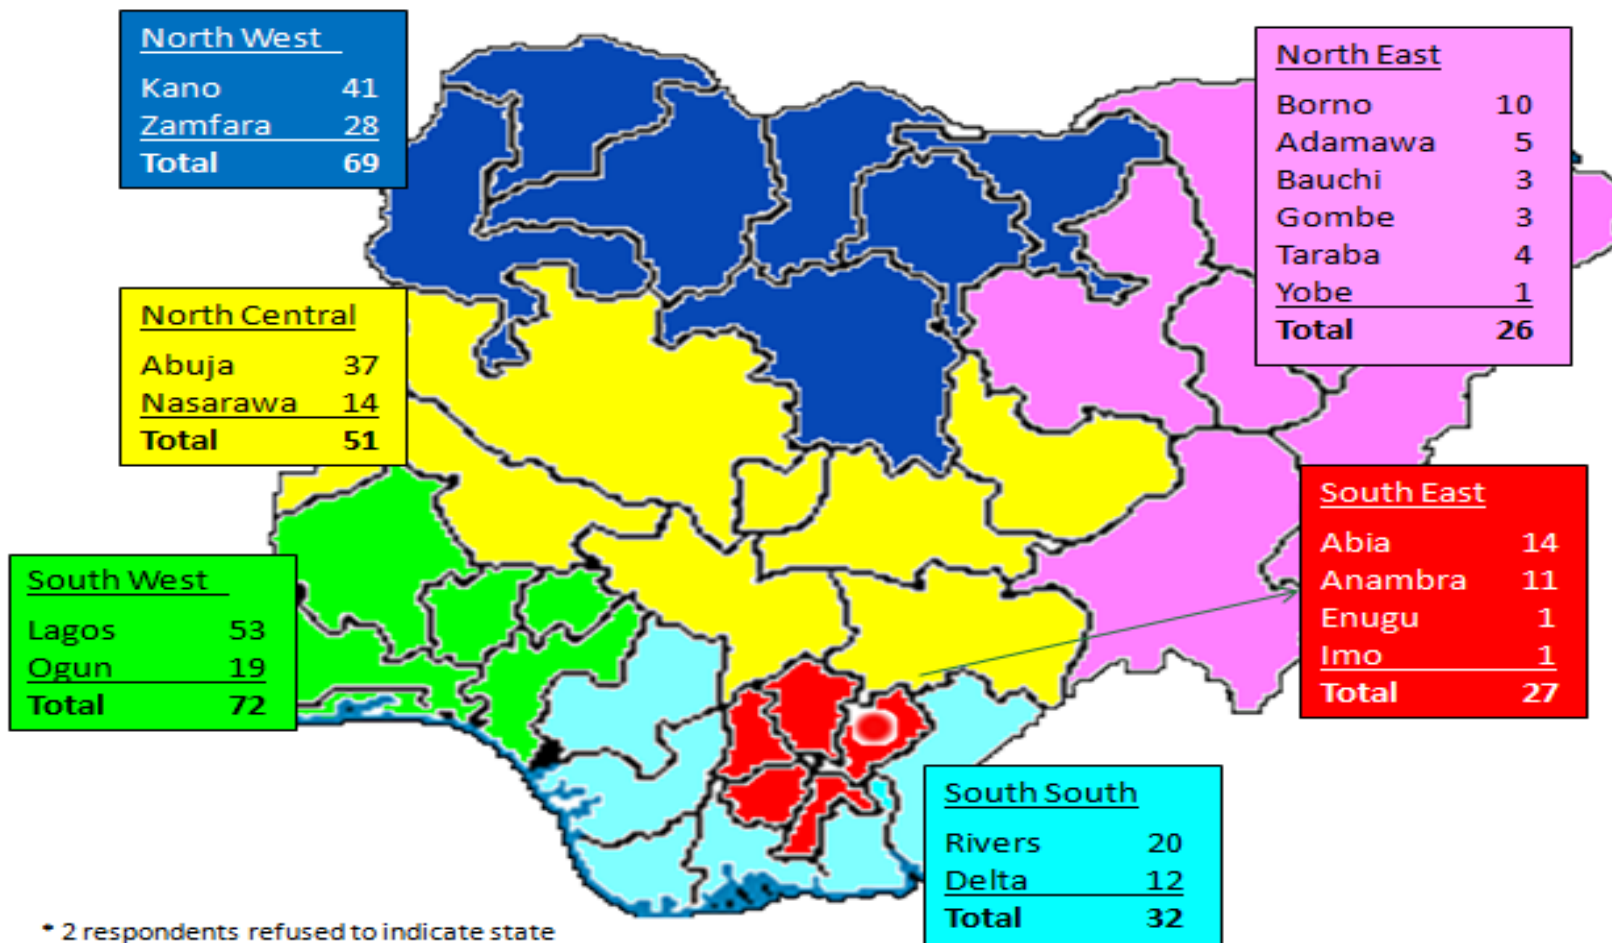 North West
Kano 41
Zamfara 28
Total 69
North East
Borno 10
Adamawa 5
Bauchi 3
Gombe 3
Taraba 4
Yobe 1
Total 26
North Central
Abuja 37
Nasarawa 14
Total 51
South East
Abia 14
Anambra 11
Enugu 1
Imo 1
Total 27
South West
Lagos 53
Ogun 19
Total 72
South South
Rivers 20
Delta 12
Total 32
* 2 respondents refused to indicate state